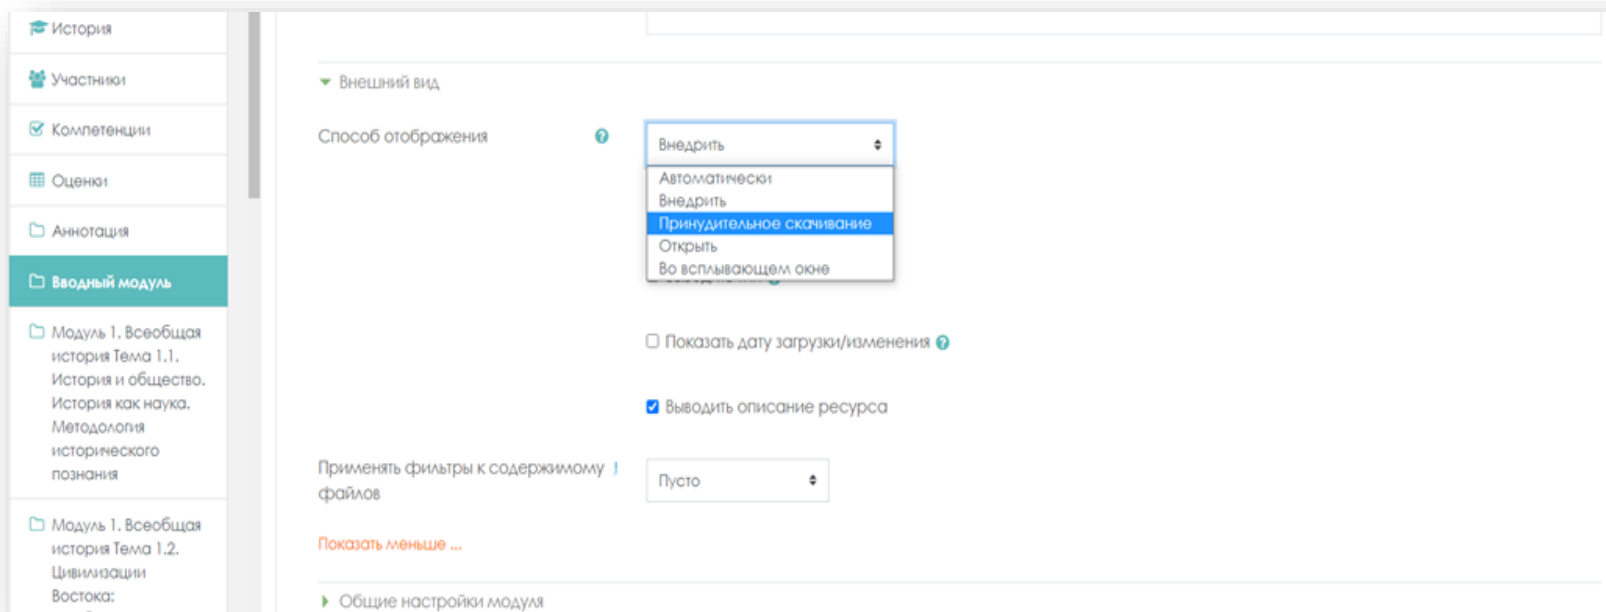 История
Участники
Компетенции
Оценки
Аннотация
Вводный модуль
Модуль 1. Всеобщая
история Тема 1.1.
История и общество.
История как наука.
Методология
исторического
познания
Модуль 1. Всеобщая
история Тема 1.2.
Цивилизации
Востока:
Внешний вид
Способ отображения
Внедрить
Автоматически
Внедрить
Принудительное скачивание
Открыть
Во всплывающем окне
Показать дату загрузки/изменения
Выводить описание ресурса
Применять фильтры к содержимому
файлов
Пусто
Показать меньше ...
Общие настройки модуля